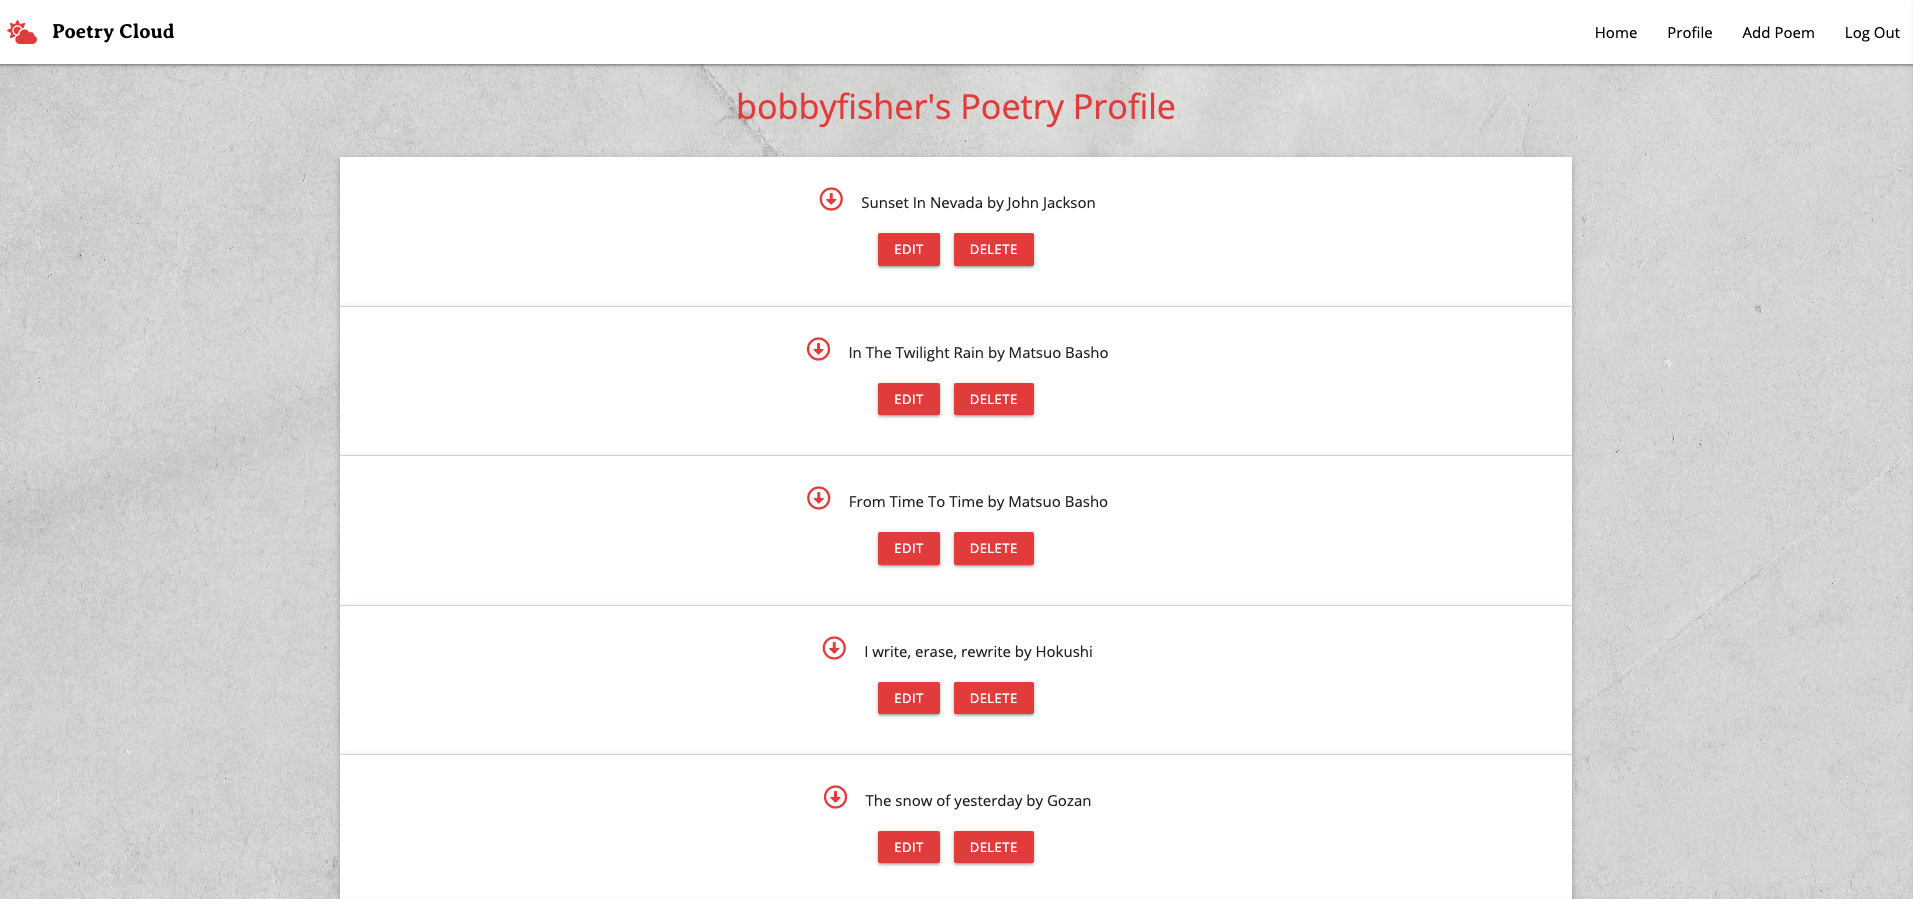 Poetry Cloud
Home Profile Add Poem Log Out
bobbyfisher's Poetry Profile
Sunset In Nevada by John Jackson
EDIT DELETE
In The Twilight Rain by Matsuo Basho
EDIT DELETE
From Time To Time by Matsuo Basho
EDIT DELETE
I write, erase, rewrite by Hokushi
EDIT DELETE
The snow of yesterday by Gozan
EDIT DELETE